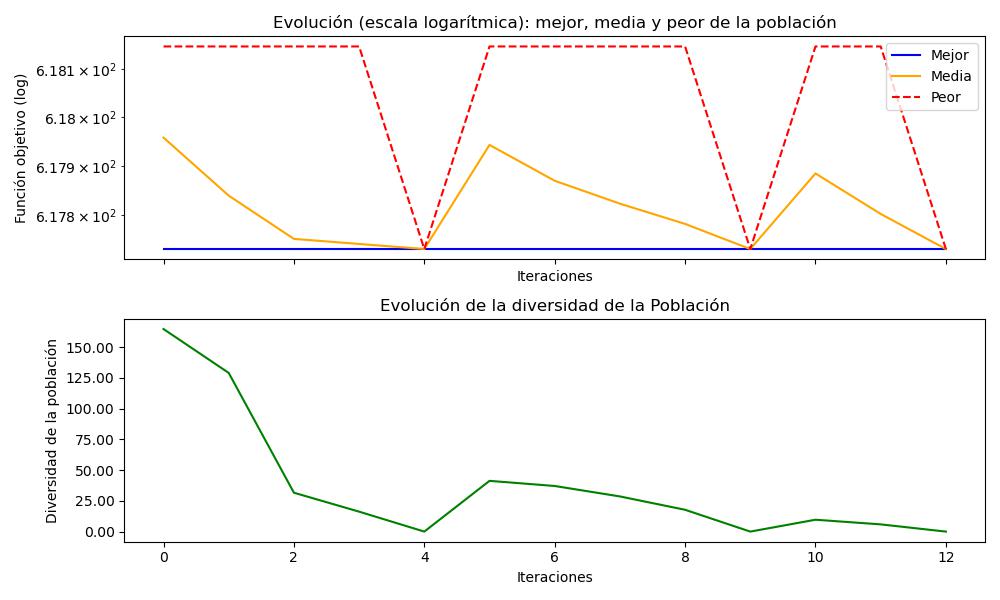 Evolución (escala logarítmica): mejor, media y peor de la población
Función objetivo (log)
6.181 × 10²
6.18 × 10²
6.179 × 10²
6.178 × 10²
Mejor
Media
Peor
Iteraciones
Evolución de la diversidad de la Población
Diversidad de la población
150.00
125.00
100.00
75.00
50.00
25.00
0.00
0 2 4 6 8 10 12
Iteraciones